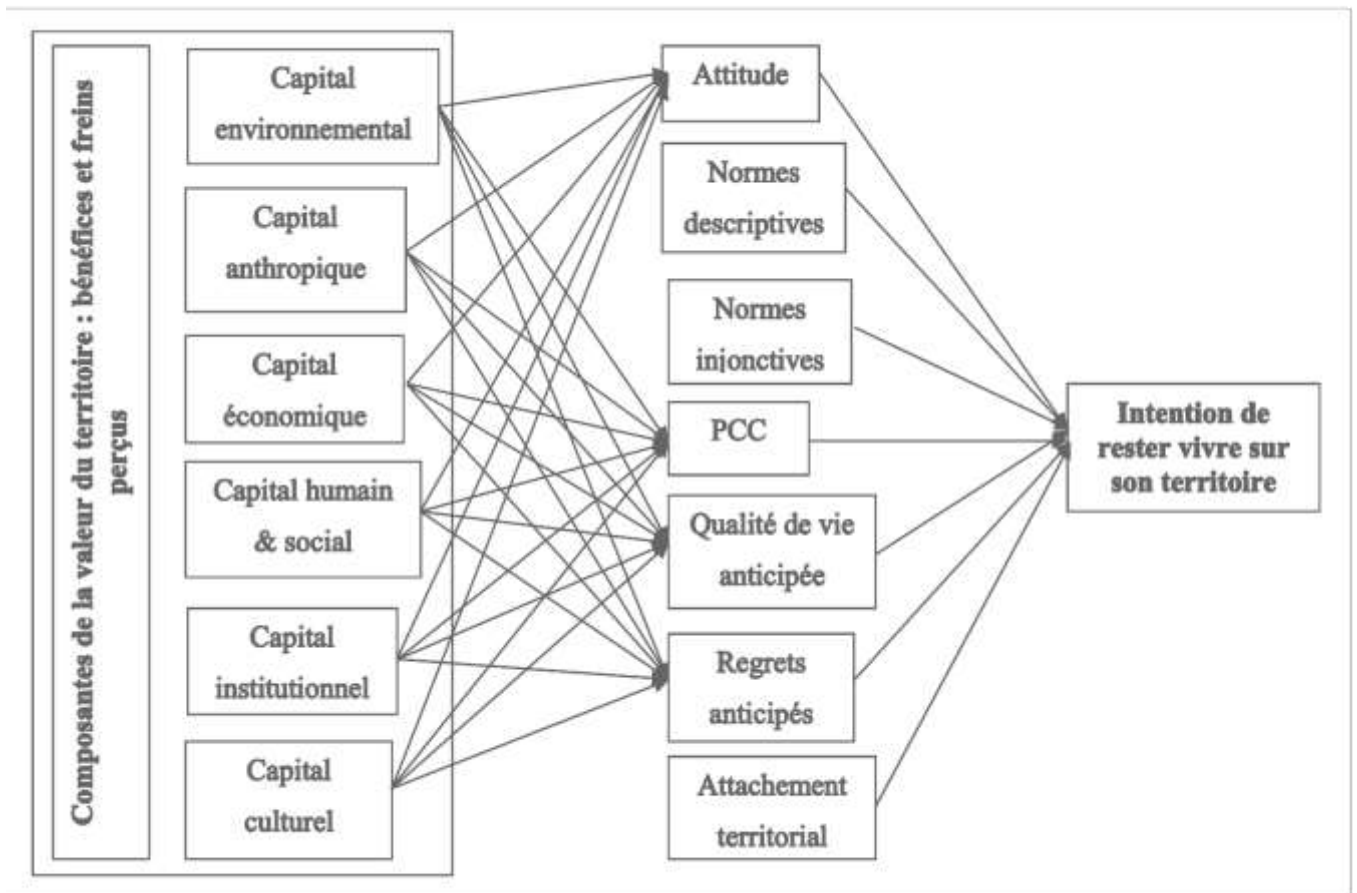 Composantes de la valeur du territoire : bénéfices et freins
perçus
Capital
environnemental
Capital
anthropique
Capital
économique
Capital humain
& social
Capital
institutionnel
Capital
culturel
Attitude
Normes
descriptives
Normes
injonctives
PCC
Qualité de vie
anticipée
Regrets
anticipés
Attachement
territorial
Intention de
rester vivre sur
son territoire